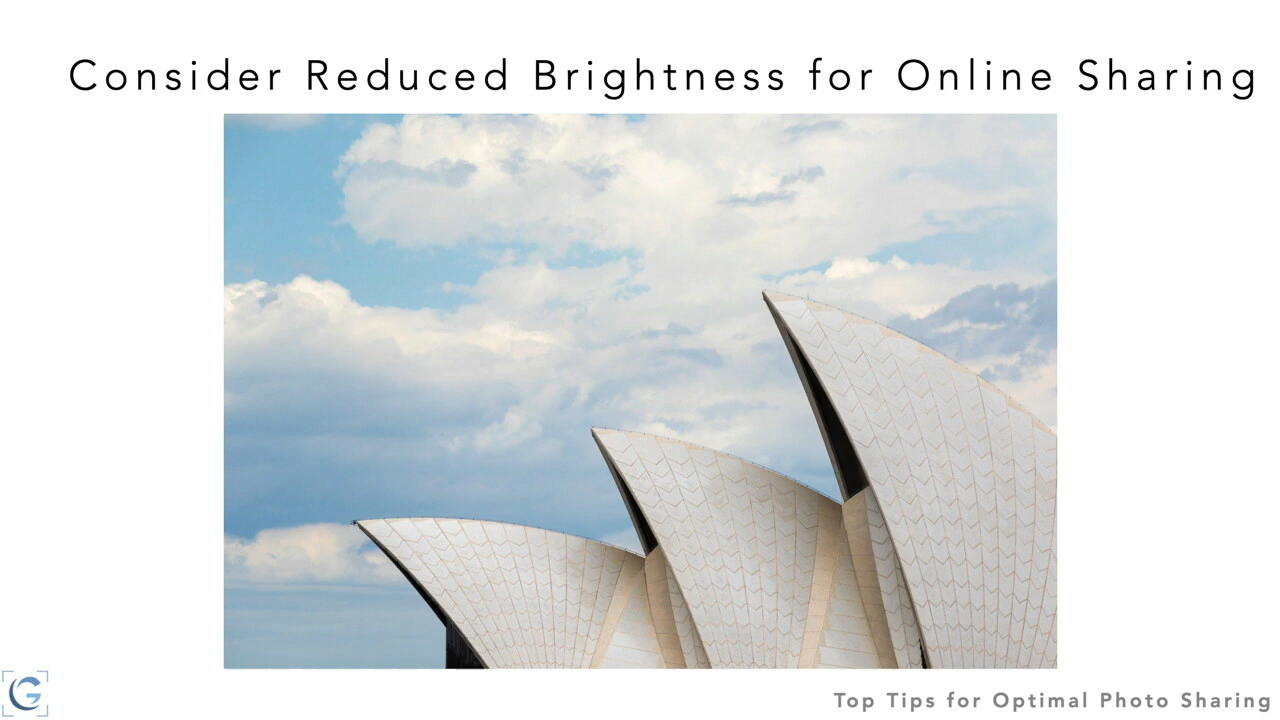 Consider Reduced Brightness for Online Sharing
G
Top Tips for Optimal Photo Sharing